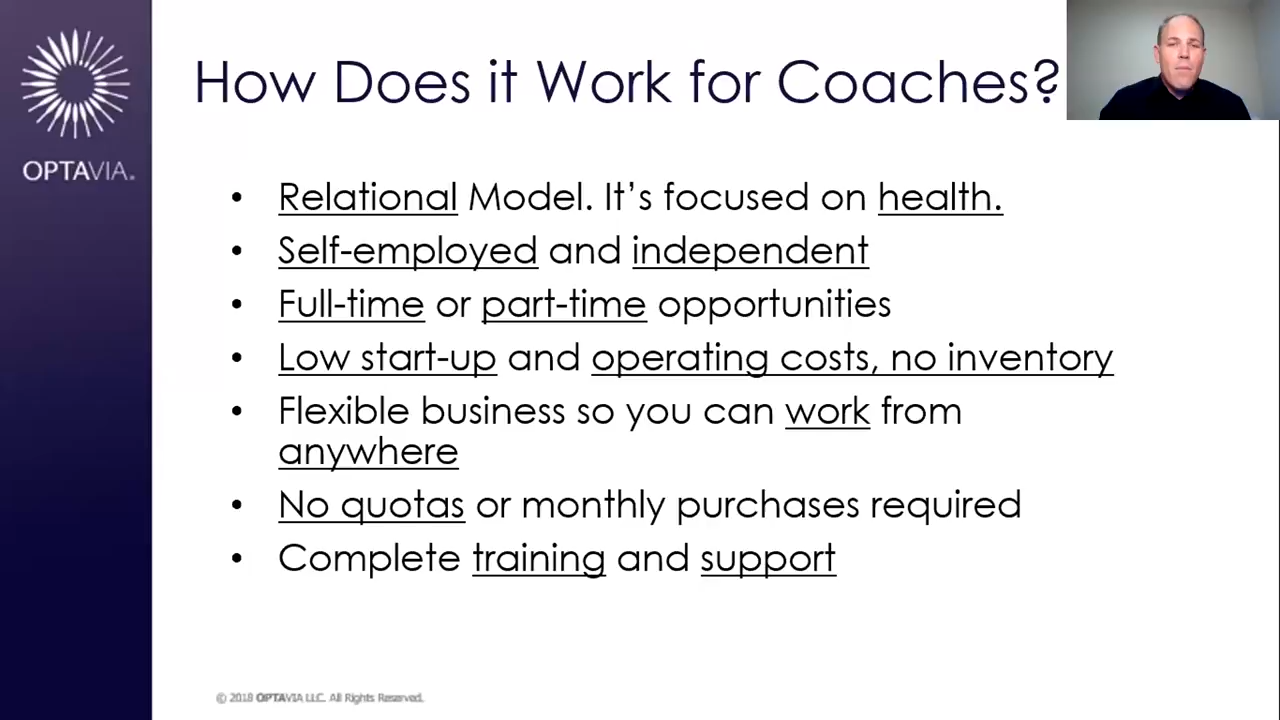 How Does it Work for Coaches?
OPTAVIA.
• Relational Model. It's focused on health.
• Self-employed and independent
• Full-time or part-time opportunities
• Low start-up and operating costs, no inventory
• Flexible business so you can work from
anywhere
• No quotas or monthly purchases required
• Complete training and support
© 2018 OPTAVIA LLC. All Rights Reserved.